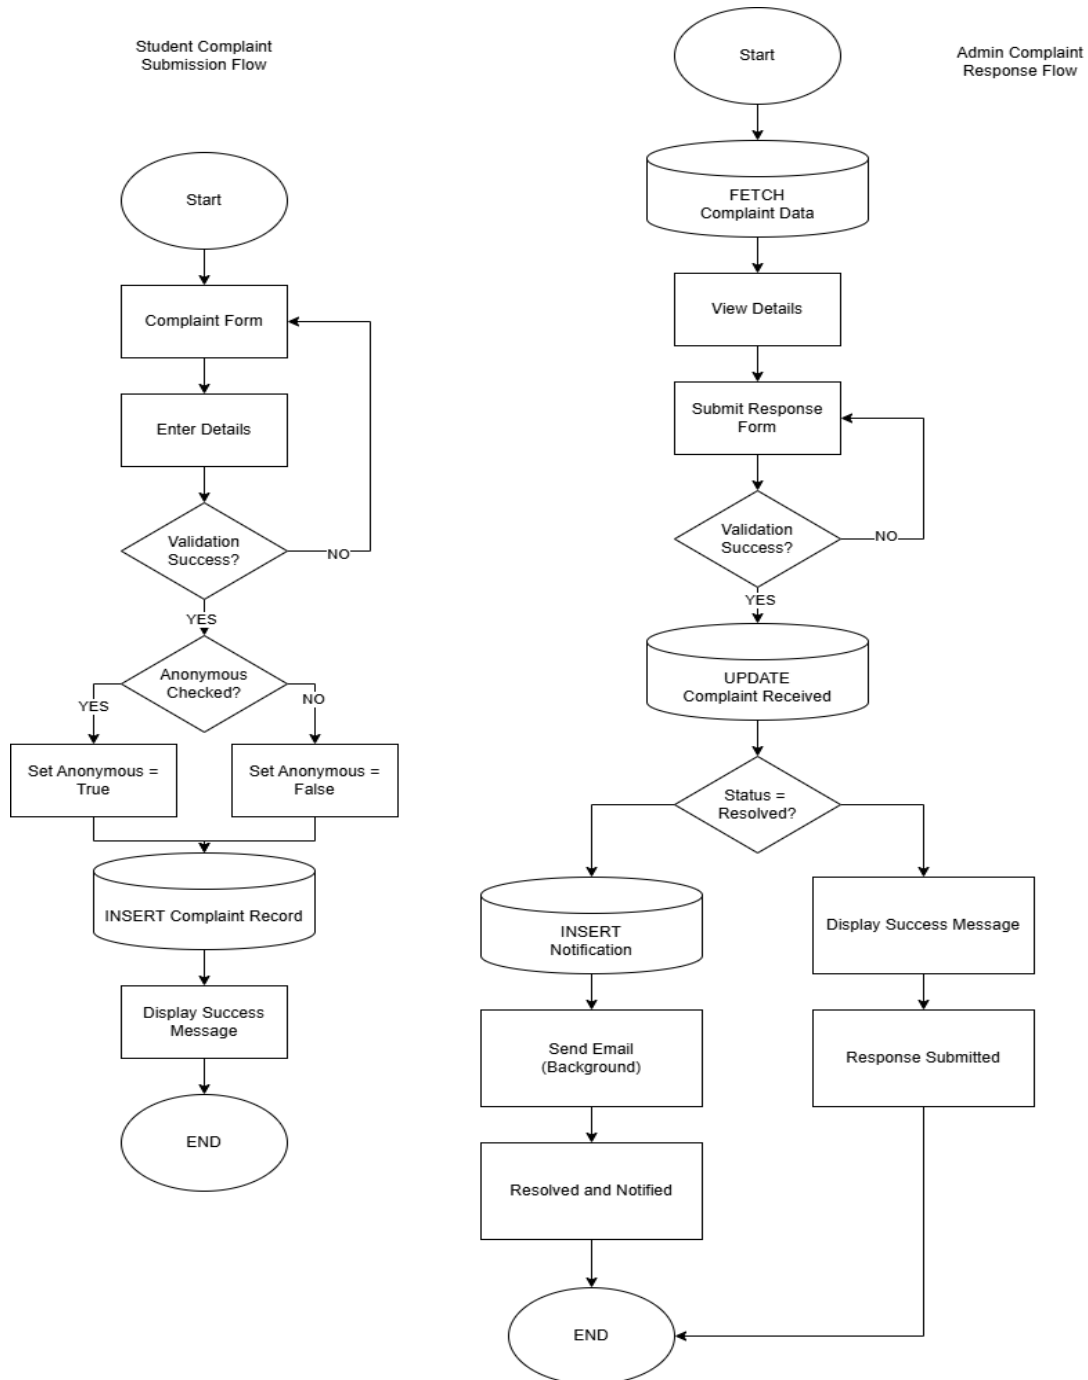 Student Complaint
Submission Flow
Start
Complaint Form
Enter Details
Validation
Success?
NO
YES
Anonymous
Checked?
YES
NO
Set Anonymous =
True
Set Anonymous =
False
INSERT Complaint Record
Display Success
Message
END
Admin Complaint
Response Flow
Start
FETCH
Complaint Data
View Details
Submit Response
Form
Validation
Success?
NO
YES
UPDATE
Complaint Received
Status =
Resolved?
INSERT
Notification
Send Email
(Background)
Resolved and Notified
Display Success Message
Response Submitted
END